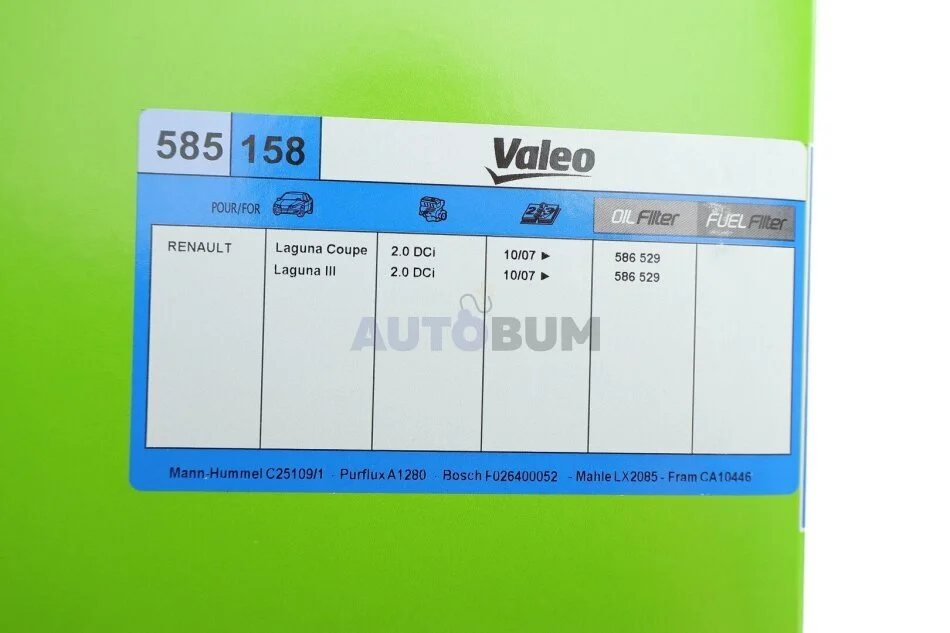 585 158 Valeo
POUR/FOR OIL Filter FUEL Filter
RENAULT Laguna Coupe 2.0 DCi 10/07 ► 586 529
Laguna III 2.0 DCi 10/07 ► 586 529
AUTOBUM
Mann-Hummel C25109/1 - Purflux A1280 - Bosch F026400052 - Mahle LX2085 - Fram CA10446